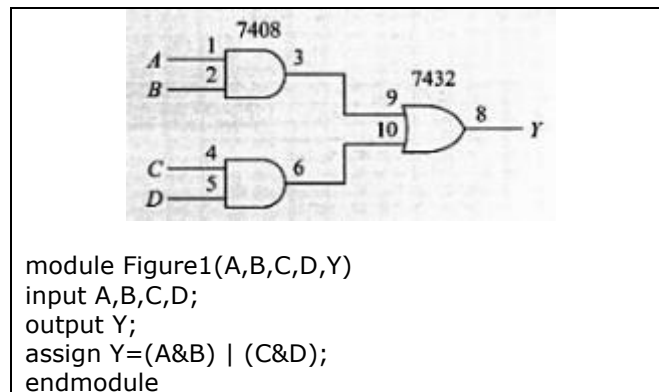 7408
A 1 3
B 2
7432
9 8 Y
10
C 4 6
D 5
module Figure1(A,B,C,D,Y)
input A,B,C,D;
output Y;
assign Y=(A&B) | (C&D);
endmodule